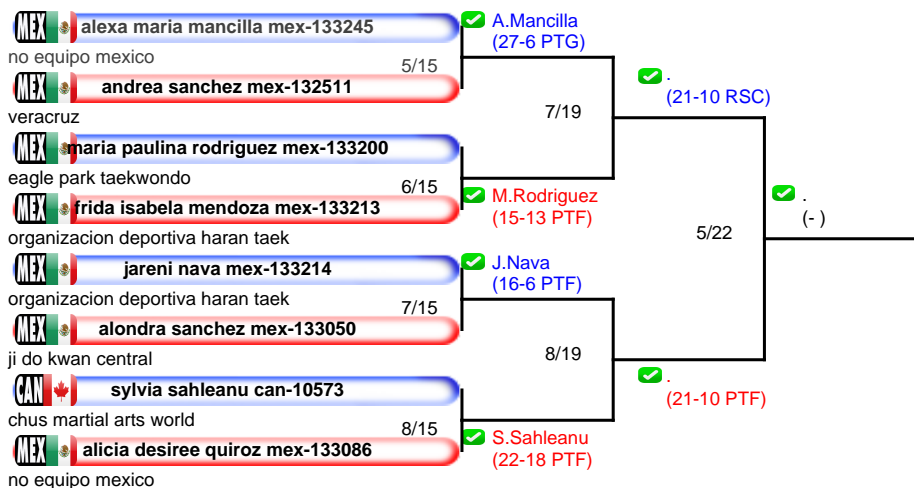 MEX alexa maria mancilla mex-133245
no equipo mexico
5/15
MEX andrea sanchez mex-132511
veracruz
MEX maria paulina rodriguez mex-133200
eagle park taekwondo
6/15
MEX frida isabela mendoza mex-133213
organizacion deportiva haran taek
MEX jareni nava mex-133214
organizacion deportiva haran taek
7/15
MEX alondra sanchez mex-133050
ji do kwan central
CAN sylvia sahleanu can-10573
chus martial arts world
8/15
MEX alicia desiree quiroz mex-133086
no equipo mexico
A.Mancilla
(27-6 PTG)
7/19
M.Rodriguez
(15-13 PTF)
J.Nava
(16-6 PTF)
8/19
S.Sahleanu
(22-18 PTF)
.
(21-10 RSC)
5/22
.
(21-10 PTF)
.
(- )